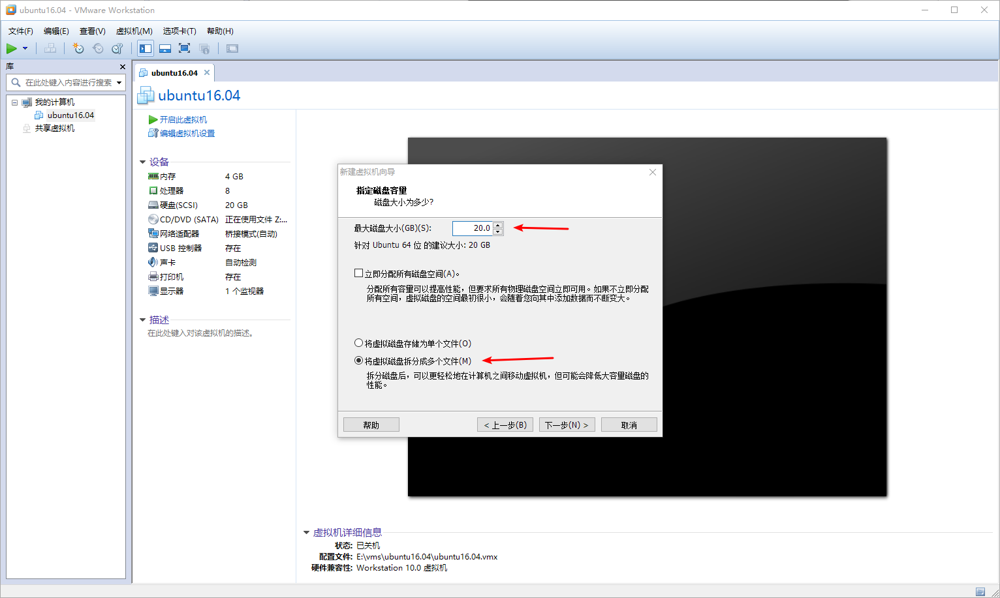 ubuntu16.04 - VMware Workstation
文件(F) 编辑(E) 查看(V) 虚拟机(M) 选项卡(T) 帮助(H)
库
在此处键入内容进行搜索
我的计算机
ubuntu16.04
共享虚拟机
ubuntu16.04
ubuntu16.04
开启此虚拟机
编辑虚拟机设置
设备
内存 4 GB
处理器 8
硬盘(SCSI) 20 GB
CD/DVD (SATA) 正在使用文件 Z:...
网络适配器 桥接模式(自动)
USB 控制器 存在
声卡 自动检测
打印机 存在
显示器 1 个监视器
描述
在此处键入对该虚拟机的描述。
新建虚拟机向导
指定磁盘容量
磁盘大小为多少?
最大磁盘大小(GB)(S): 20.0
针对 Ubuntu 64 位 的建议大小: 20 GB
立即分配所有磁盘空间(A)。
分配所有容量可以提高性能，但要求所有物理磁盘空间立即可用。如果不立即分配
所有空间，虚拟磁盘的空间最初很小，会随着您向其中添加数据而不断变大。
将虚拟磁盘存储为单个文件(O)
将虚拟磁盘拆分成多个文件(M)
拆分磁盘后，可以更轻松地在计算机之间移动虚拟机，但可能会降低大容量磁盘的
性能。
帮助 < 上一步(B) 下一步(N) > 取消
虚拟机详细信息
状态: 已关机
配置文件: E:\vms\ubuntu16.04\ubuntu16.04.vmx
硬件兼容性: Workstation 10.0 虚拟机